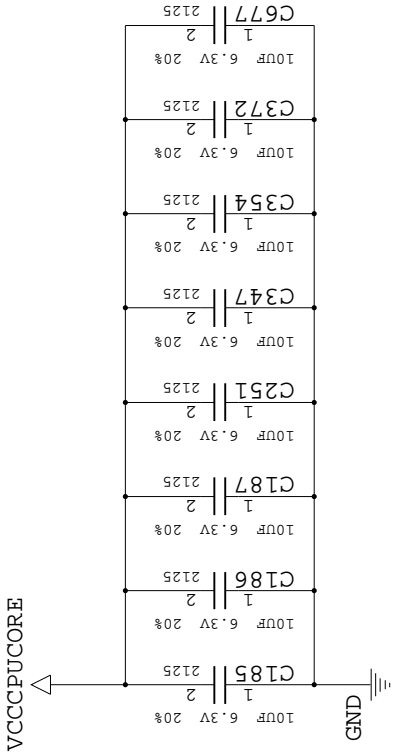 2125 C677
2 1
20% 6.3V 10UF
2125 C372
2 1
20% 6.3V 10UF
2125 C354
2 1
20% 6.3V 10UF
2125 C347
2 1
20% 6.3V 10UF
2125 C251
2 1
20% 6.3V 10UF
2125 C187
2 1
20% 6.3V 10UF
2125 C186
2 1
20% 6.3V 10UF
2125 C185
2 1
20% 6.3V 10UF
VCCCPUCORE
GND